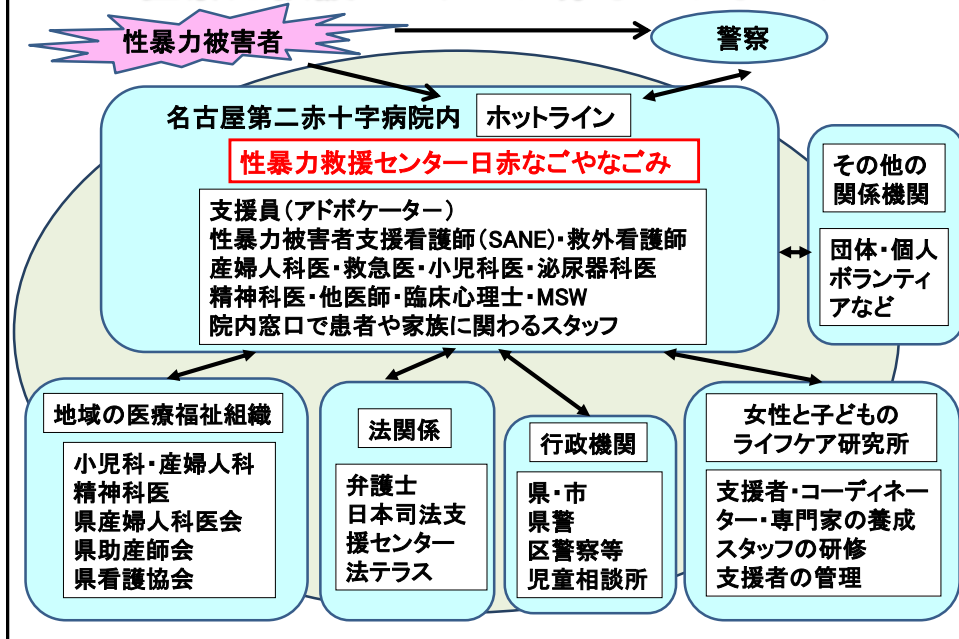 性暴力被害者
警察
名古屋第二赤十字病院内
ホットライン
性暴力救援センター日赤なごやなごみ
支援員(アドボケーター)
性暴力被害者支援看護師(SANE)・救外看護師
産婦人科医・救急医・小児科医・泌尿器科医
精神科医・他医師・臨床心理士・MSW
院内窓口で患者や家族に関わるスタッフ
その他の
関係機関
団体・個人
ボランティ
アなど
地域の医療福祉組織
小児科・産婦人科
精神科医
県産婦人科医会
県助産師会
県看護協会
法関係
弁護士
日本司法支
援センター
法テラス
行政機関
県・市
県警
区警察等
児童相談所
女性と子どもの
ライフケア研究所
支援者・コーディネー
ター・専門家の養成
スタッフの研修
支援者の管理